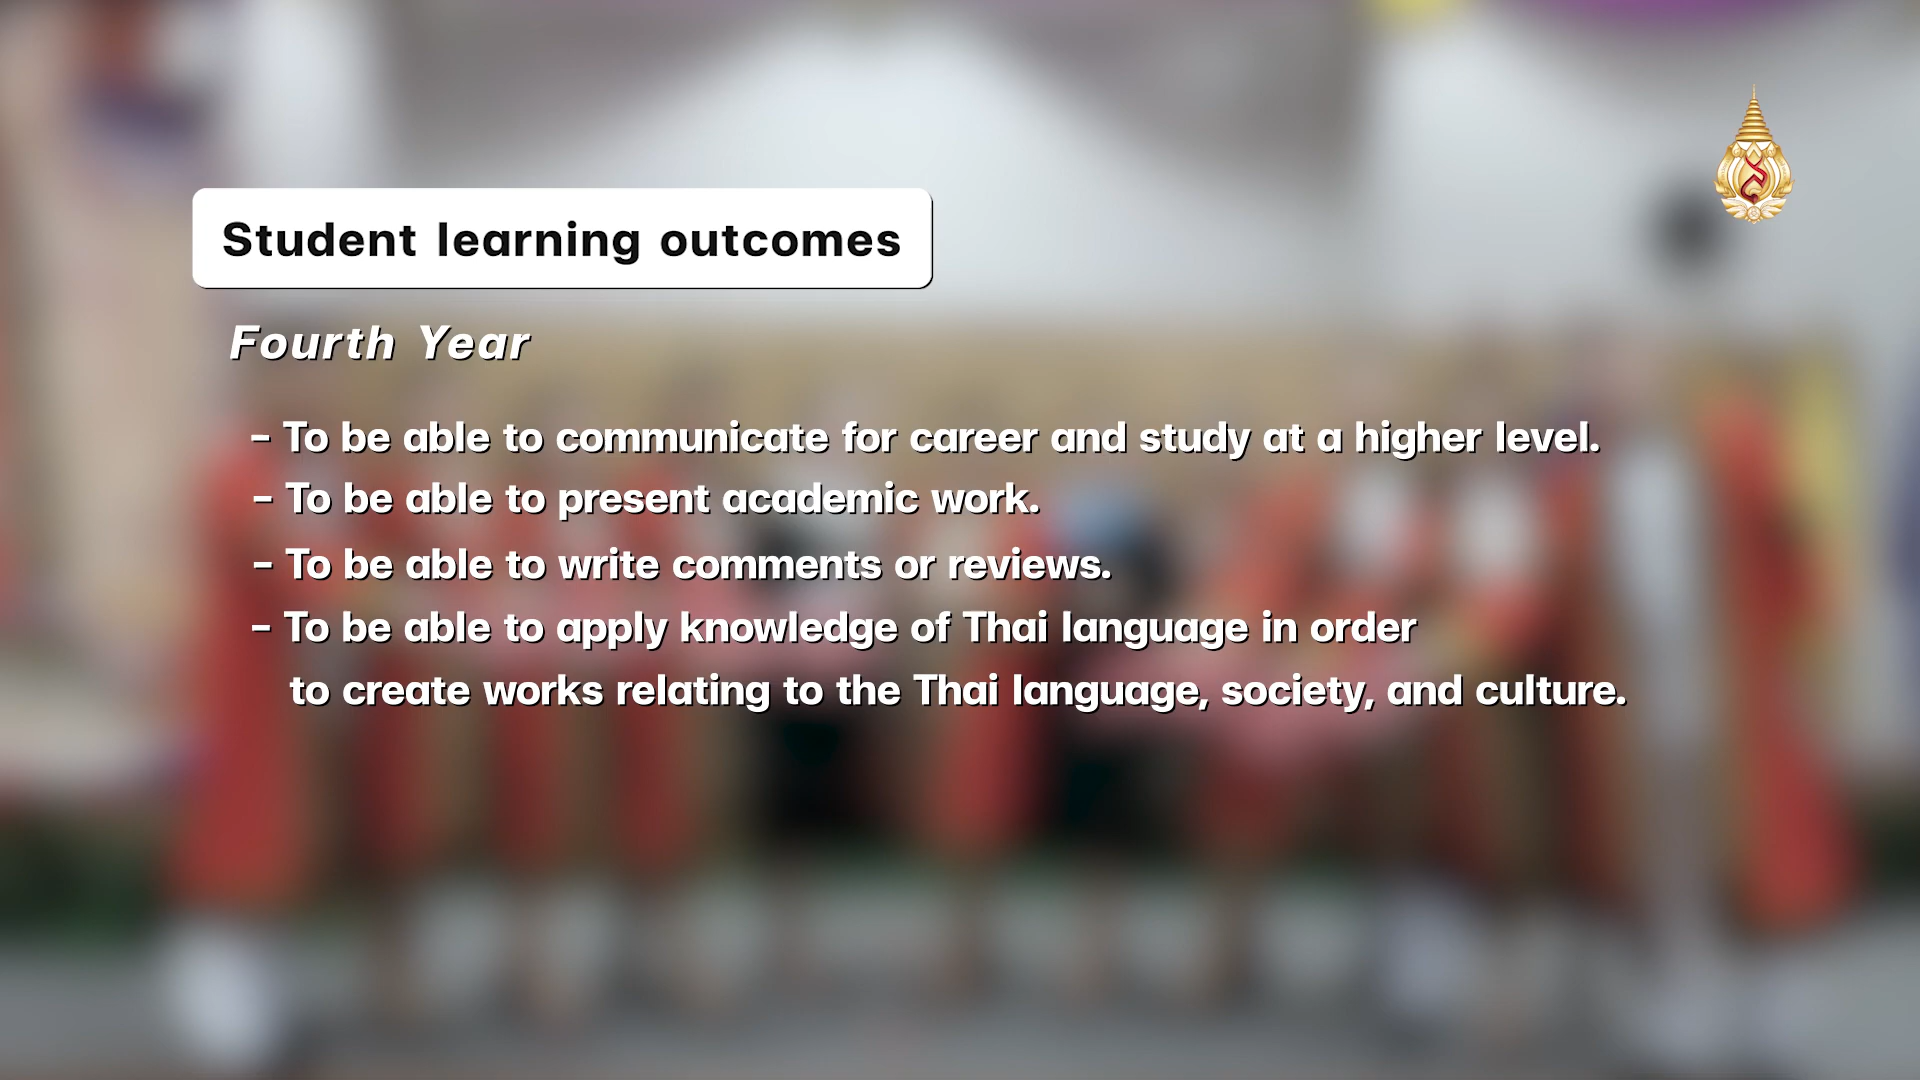 Student learning outcomes
Fourth Year
- To be able to communicate for career and study at a higher level.
- To be able to present academic work.
- To be able to write comments or reviews.
- To be able to apply knowledge of Thai language in order
to create works relating to the Thai language, society, and culture.